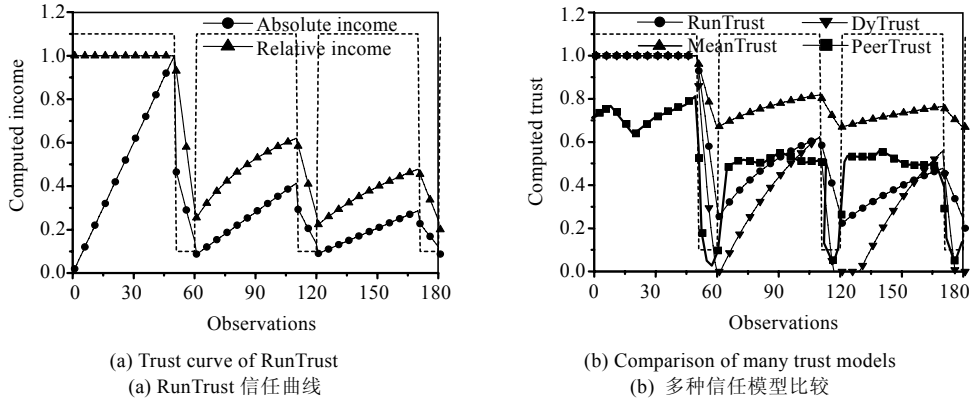 1.2
1.0
0.8
0.6
0.4
0.2
0.0
Computed income
Absolute income
Relative income
0 30 60 90 120 150 180
Observations
(a) Trust curve of RunTrust
(a) RunTrust 信任曲线
1.2
1.0
0.8
0.6
0.4
0.2
0.0
Computed trust
RunTrust DyTrust
MeanTrust PeerTrust
0 30 60 90 120 150 180
Observations
(b) Comparison of many trust models
(b) 多种信任模型比较